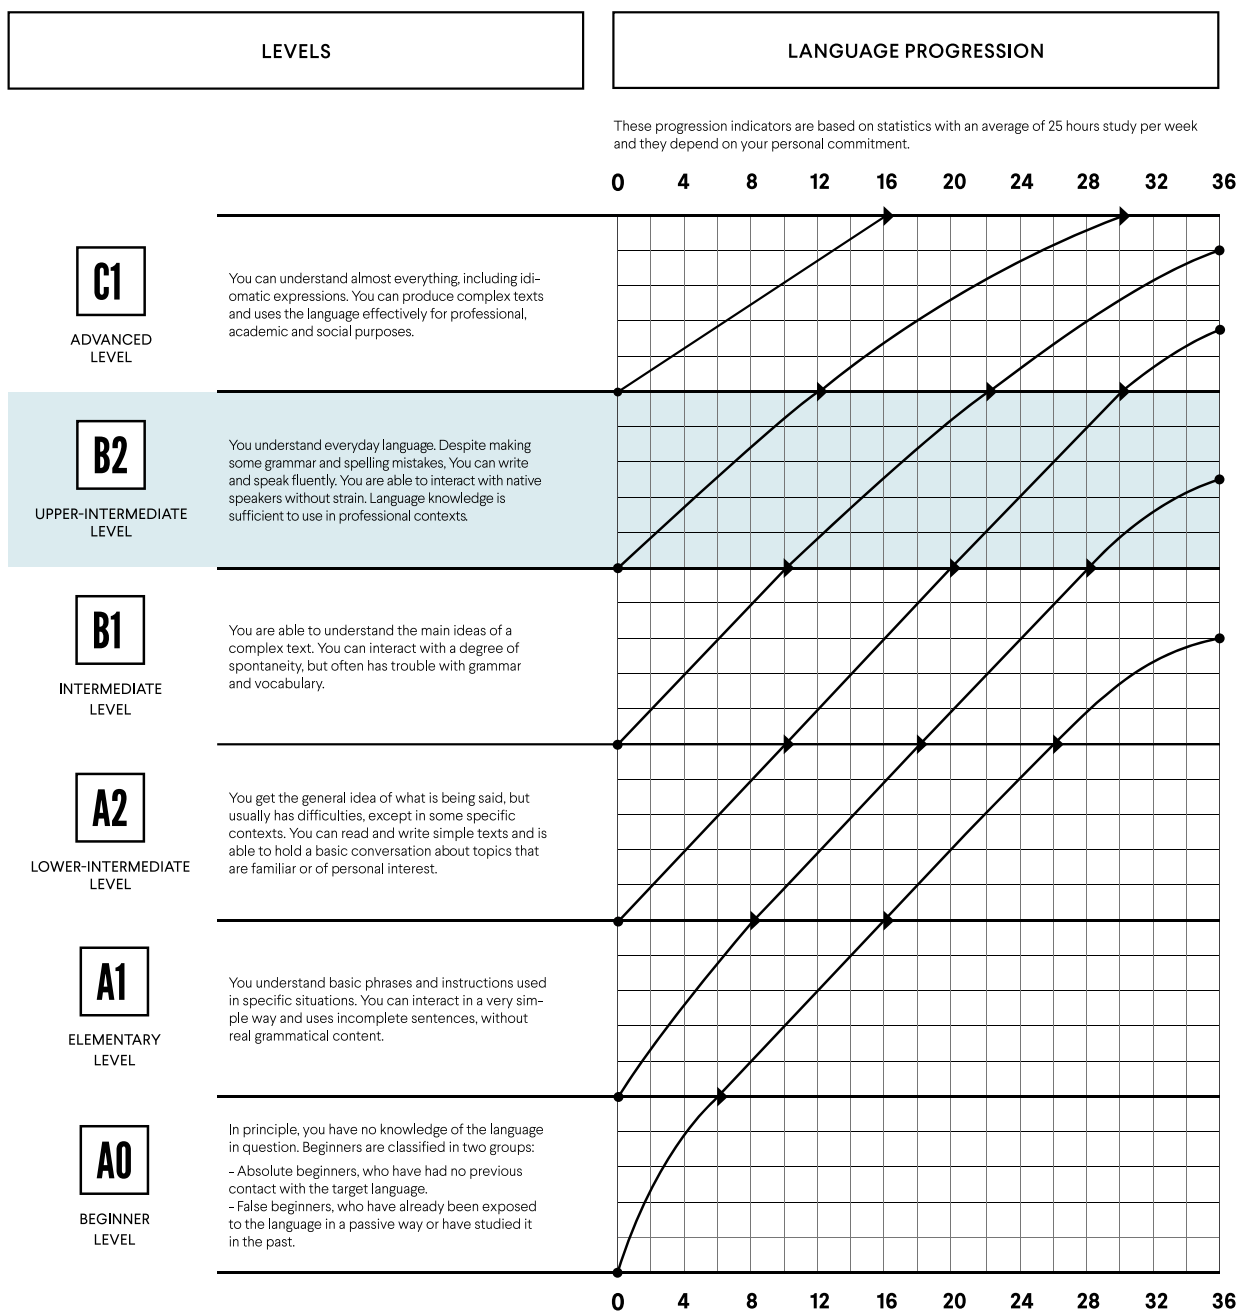 LEVELS
LANGUAGE PROGRESSION
These progression indicators are based on statistics with an average of 25 hours study per week
and they depend on your personal commitment.
0 4 8 12 16 20 24 28 32 36
C1
ADVANCED
LEVEL
You can understand almost everything, including idi-
omatic expressions. You can produce complex texts
and uses the language effectively for professional,
academic and social purposes.
B2
UPPER-INTERMEDIATE
LEVEL
You understand everyday language. Despite making
some grammar and spelling mistakes, You can write
and speak fluently. You are able to interact with native
speakers without strain. Language knowledge is
sufficient to use in professional contexts.
B1
INTERMEDIATE
LEVEL
You are able to understand the main ideas of a
complex text. You can interact with a degree of
spontaneity, but often has trouble with grammar
and vocabulary.
A2
LOWER-INTERMEDIATE
LEVEL
You get the general idea of what is being said, but
usually has difficulties, except in some specific
contexts. You can read and write simple texts and is
able to hold a basic conversation about topics that
are familiar or of personal interest.
A1
ELEMENTARY
LEVEL
You understand basic phrases and instructions used
in specific situations. You can interact in a very sim-
ple way and uses incomplete sentences, without
real grammatical content.
A0
BEGINNER
LEVEL
In principle, you have no knowledge of the language
in question. Beginners are classified in two groups:
- Absolute beginners, who have had no previous
contact with the target language.
- False beginners, who have already been exposed
to the language in a passive way or have studied it
in the past.
0 4 8 12 16 20 24 28 32 36